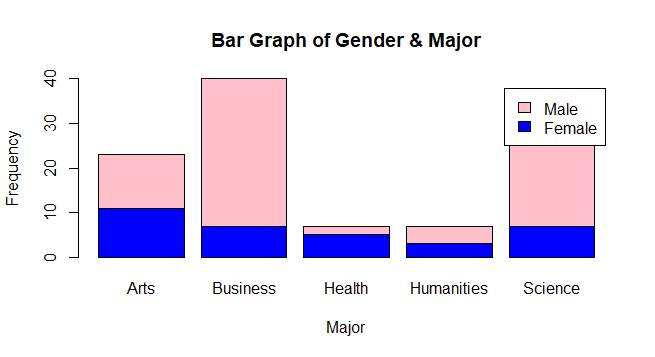 Bar Graph of Gender & Major
Frequency
40
30
20
10
0
Male
Female
Arts Business Health Humanities Science
Major